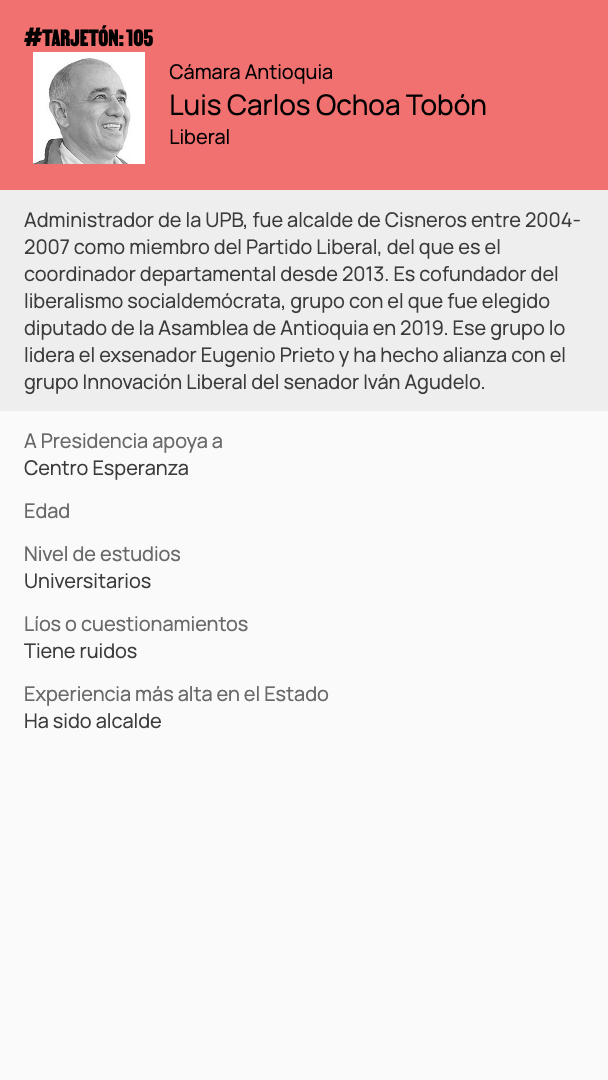 #TARJETÓN: 105
Cámara Antioquia
Luis Carlos Ochoa Tobón
Liberal
Administrador de la UPB, fue alcalde de Cisneros entre 2004-
2007 como miembro del Partido Liberal, del que es el
coordinador departamental desde 2013. Es cofundador del
liberalismo socialdemócrata, grupo con el que fue elegido
diputado de la Asamblea de Antioquia en 2019. Ese grupo lo
lidera el exsenador Eugenio Prieto y ha hecho alianza con el
grupo Innovación Liberal del senador Iván Agudelo.
A Presidencia apoya a
Centro Esperanza
Edad
Nivel de estudios
Universitarios
Líos o cuestionamientos
Tiene ruidos
Experiencia más alta en el Estado
Ha sido alcalde